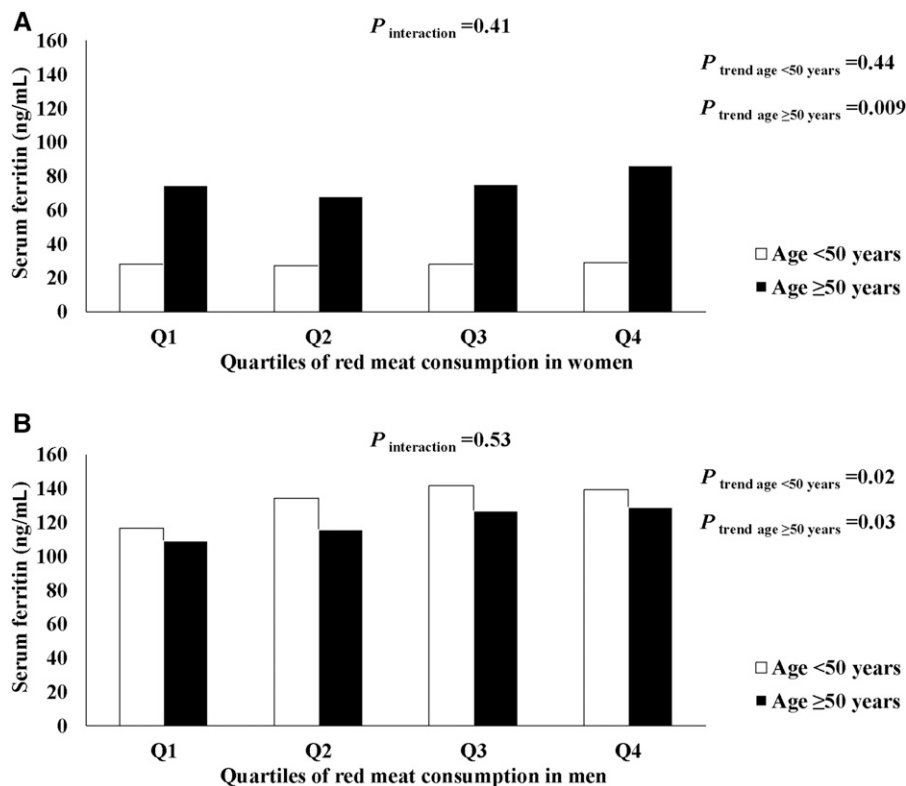 A
P interaction =0.41
P trend age <50 years =0.44
P trend age ≥50 years =0.009
Serum ferritin (ng/mL)
160
140
120
100
80
60
40
20
0
Age <50 years
Age ≥50 years
Q1 Q2 Q3 Q4
Quartiles of red meat consumption in women
B
P interaction =0.53
P trend age <50 years =0.02
P trend age ≥50 years =0.03
Serum ferritin (ng/mL)
160
140
120
100
80
60
40
20
0
Age <50 years
Age ≥50 years
Q1 Q2 Q3 Q4
Quartiles of red meat consumption in men